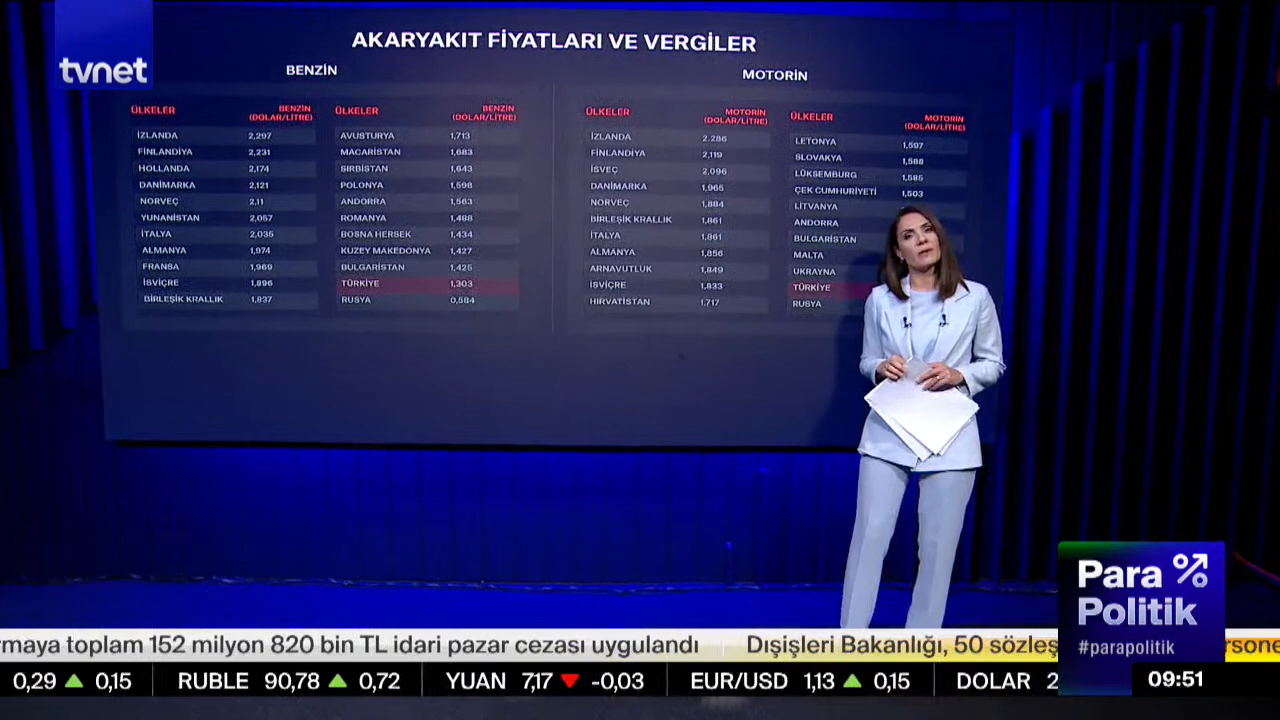 tvnet
AKARYAKIT FİYATLARI VE VERGİLER
BENZİN
ÜLKELER BENZİN (DOLAR/LİTRE)
İZLANDA 2,297
FİNLANDİYA 2,231
HOLLANDA 2,174
DANİMARKA 2,121
NORVEÇ 2,11
YUNANİSTAN 2,057
İTALYA 2,035
ALMANYA 1,974
FRANSA 1,969
İSVİÇRE 1,896
BİRLEŞİK KRALLIK 1,837
ÜLKELER BENZİN (DOLAR/LİTRE)
AVUSTURYA 1,713
MACARİSTAN 1,683
SIRBİSTAN 1,643
POLONYA 1,596
ANDORRA 1,563
ROMANYA 1,488
BOSNA HERSEK 1,434
KUZEY MAKEDONYA 1,427
BULGARİSTAN 1,425
TÜRKİYE 1,303
RUSYA 0,584
MOTORİN
ÜLKELER MOTORİN (DOLAR/LİTRE)
İZLANDA 2.286
FİNLANDİYA 2,119
İSVEÇ 2,096
DANİMARKA 1,965
NORVEÇ 1,884
BİRLEŞİK KRALLIK 1,861
İTALYA 1,861
ALMANYA 1,856
ARNAVUTLUK 1,849
İSVİÇRE 1,833
HIRVATİSTAN 1.717
ÜLKELER MOTORİN (DOLAR/LİTRE)
LETONYA 1,597
SLOVAKYA 1,588
LÜKSEMBURG 1,585
ÇEK CUMHURİYETİ 1,503
LİTVANYA
ANDORRA
BULGARİSTAN
MALTA
UKRAYNA
TÜRKİYE
RUSYA
Para
Politik
#parapolitik
rmaya toplam 152 milyon 820 bin TL idari pazar cezası uygulandı Dışişleri Bakanlığı, 50 sözleş
0,29 0,15 RUBLE 90,78 0,72 YUAN 7,17 -0,03 EUR/USD 1,13 0,15 DOLAR 2
09:51